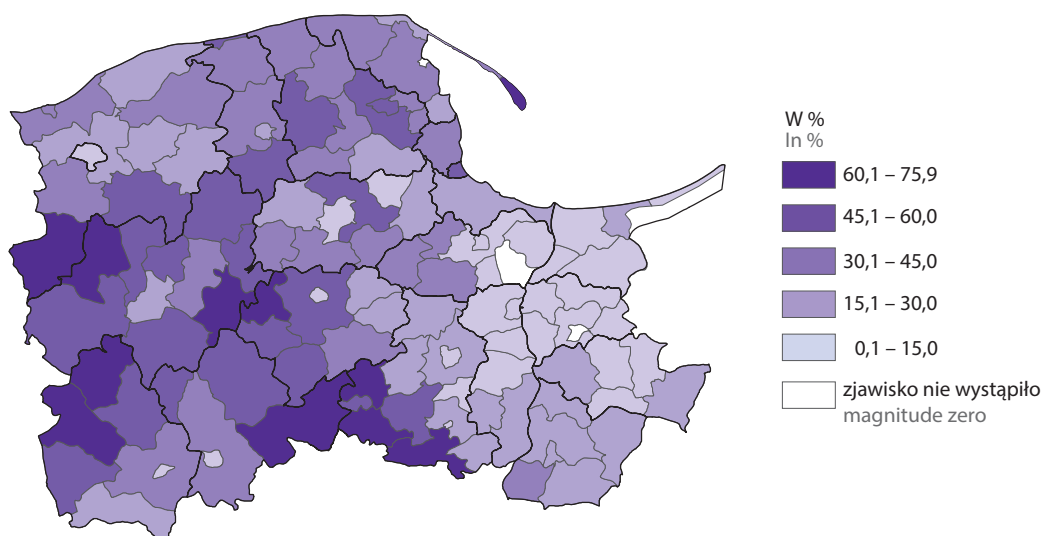 W %
In %
60,1 – 75,9
45,1 – 60,0
30,1 – 45,0
15,1 – 30,0
0,1 – 15,0
zjawisko nie wystąpiło
magnitude zero